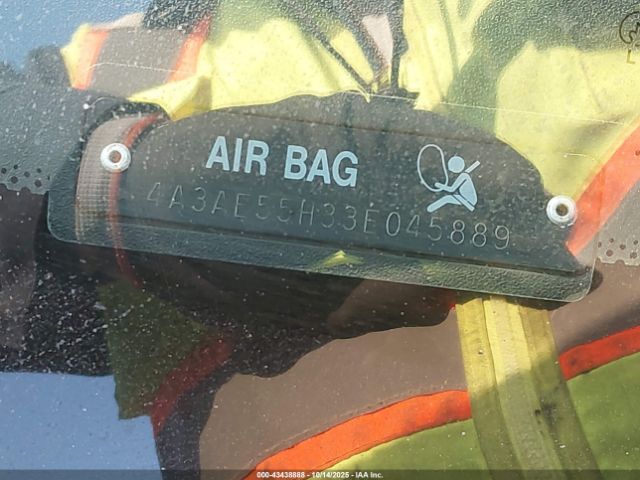 AIR BAG
4A3AE55H33E045889
000-43438888 - 10/14/2025 - IAA Inc.